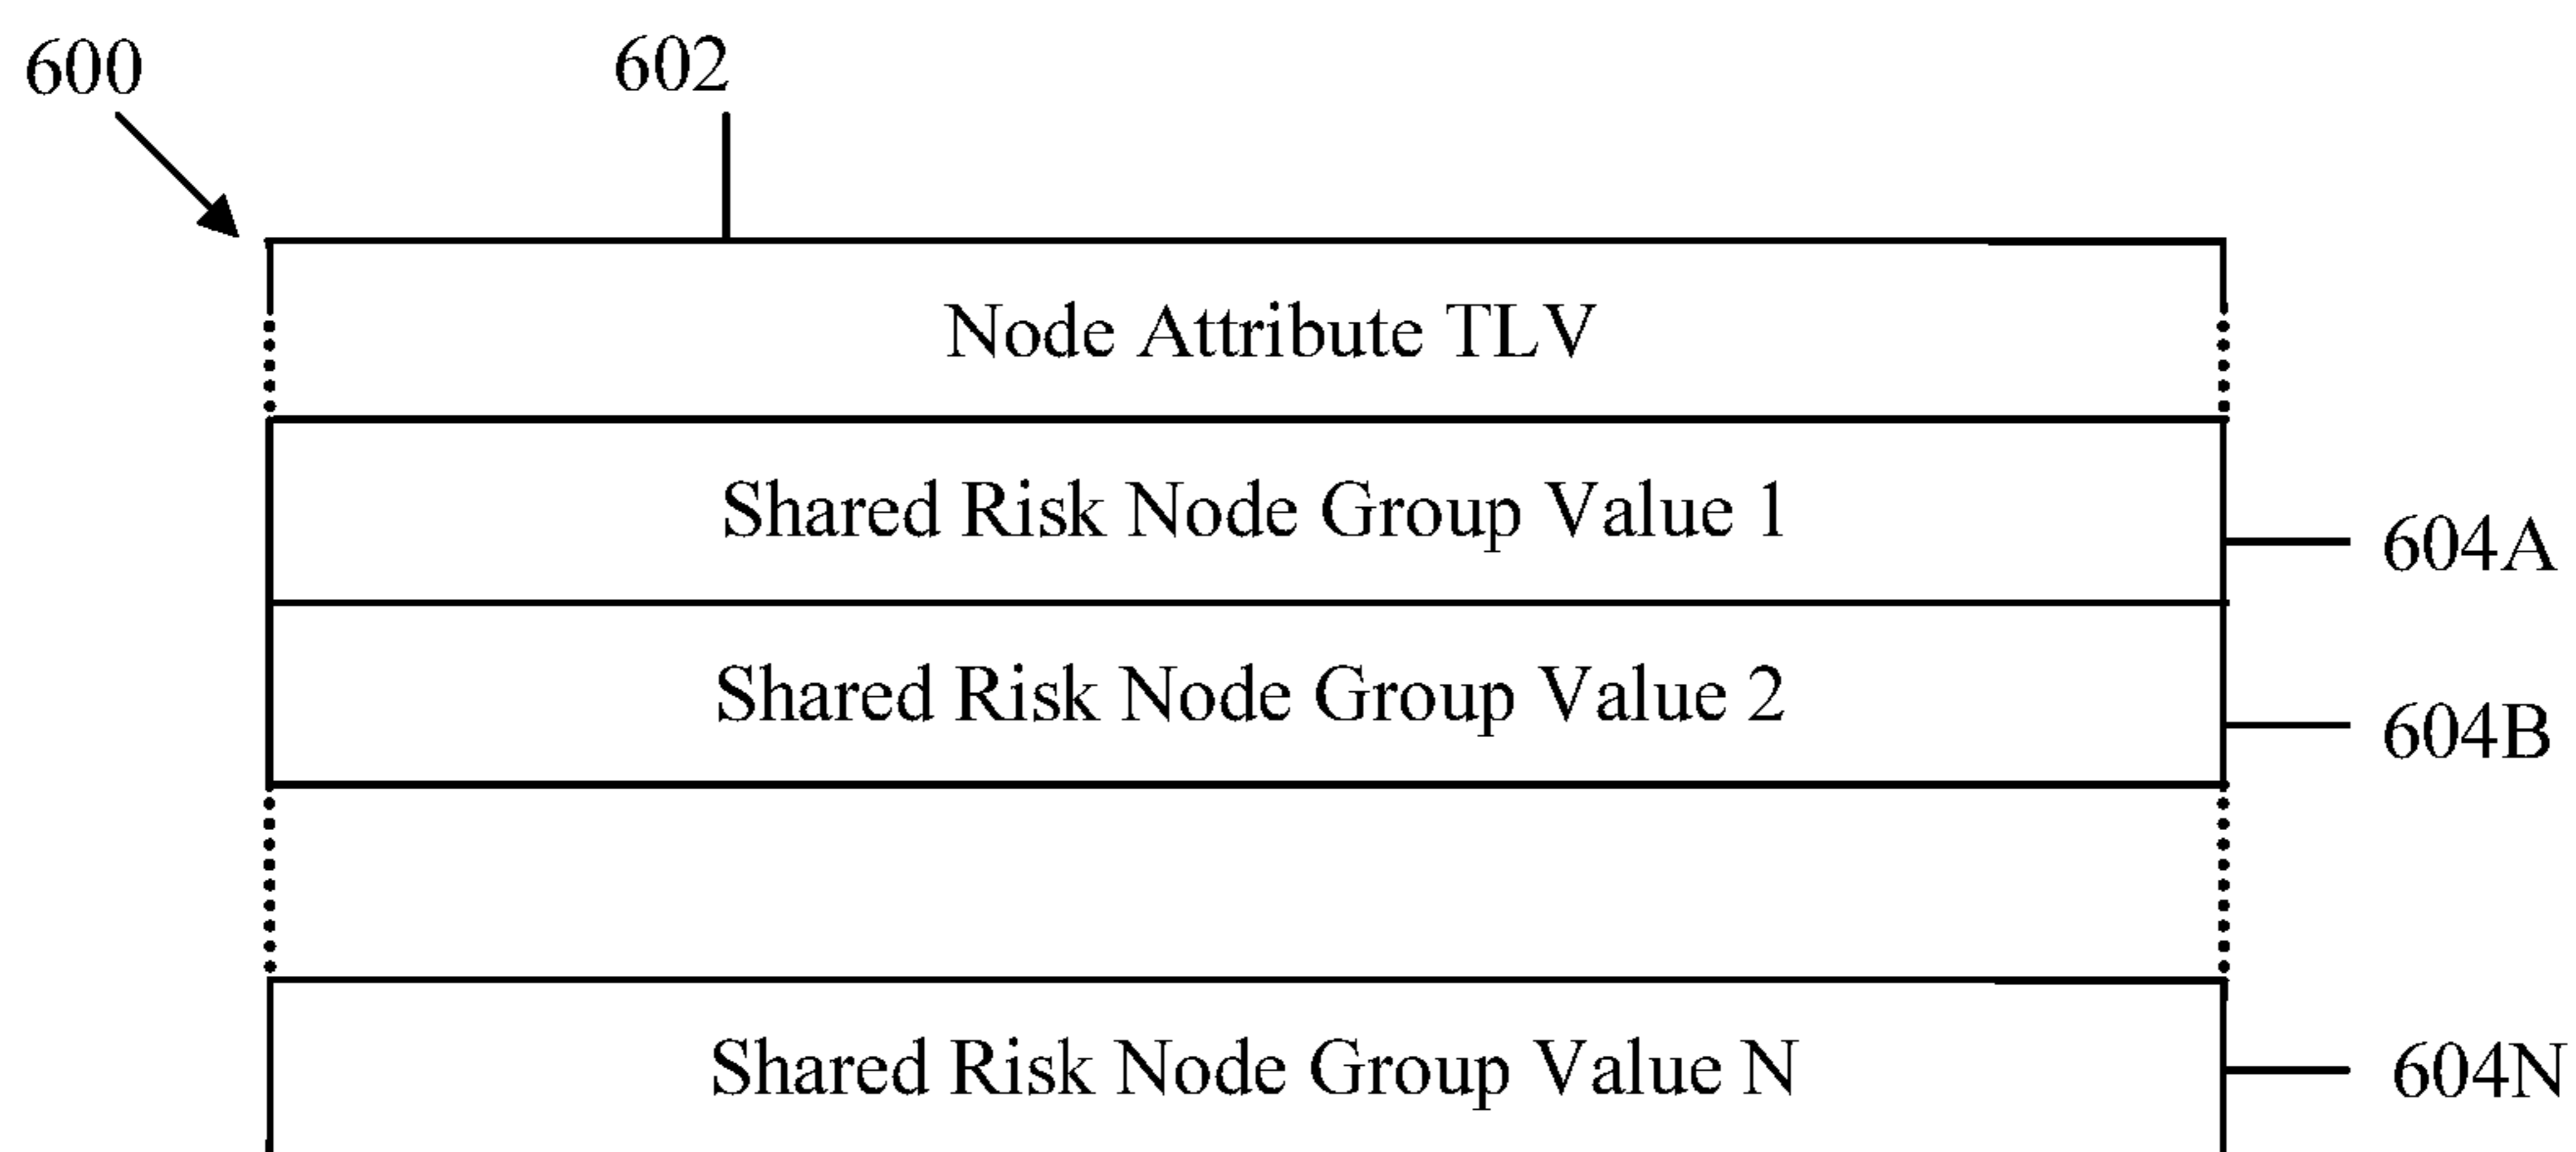 600
602
Node Attribute TLV
Shared Risk Node Group Value 1
604A
Shared Risk Node Group Value 2
604B
Shared Risk Node Group Value N
604N